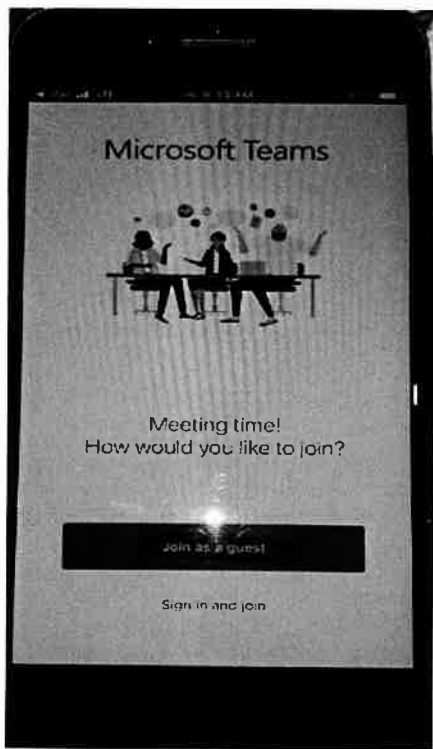 Microsoft Teams
Meeting time!
How would you like to join?
Join as a guest
Sign in and join